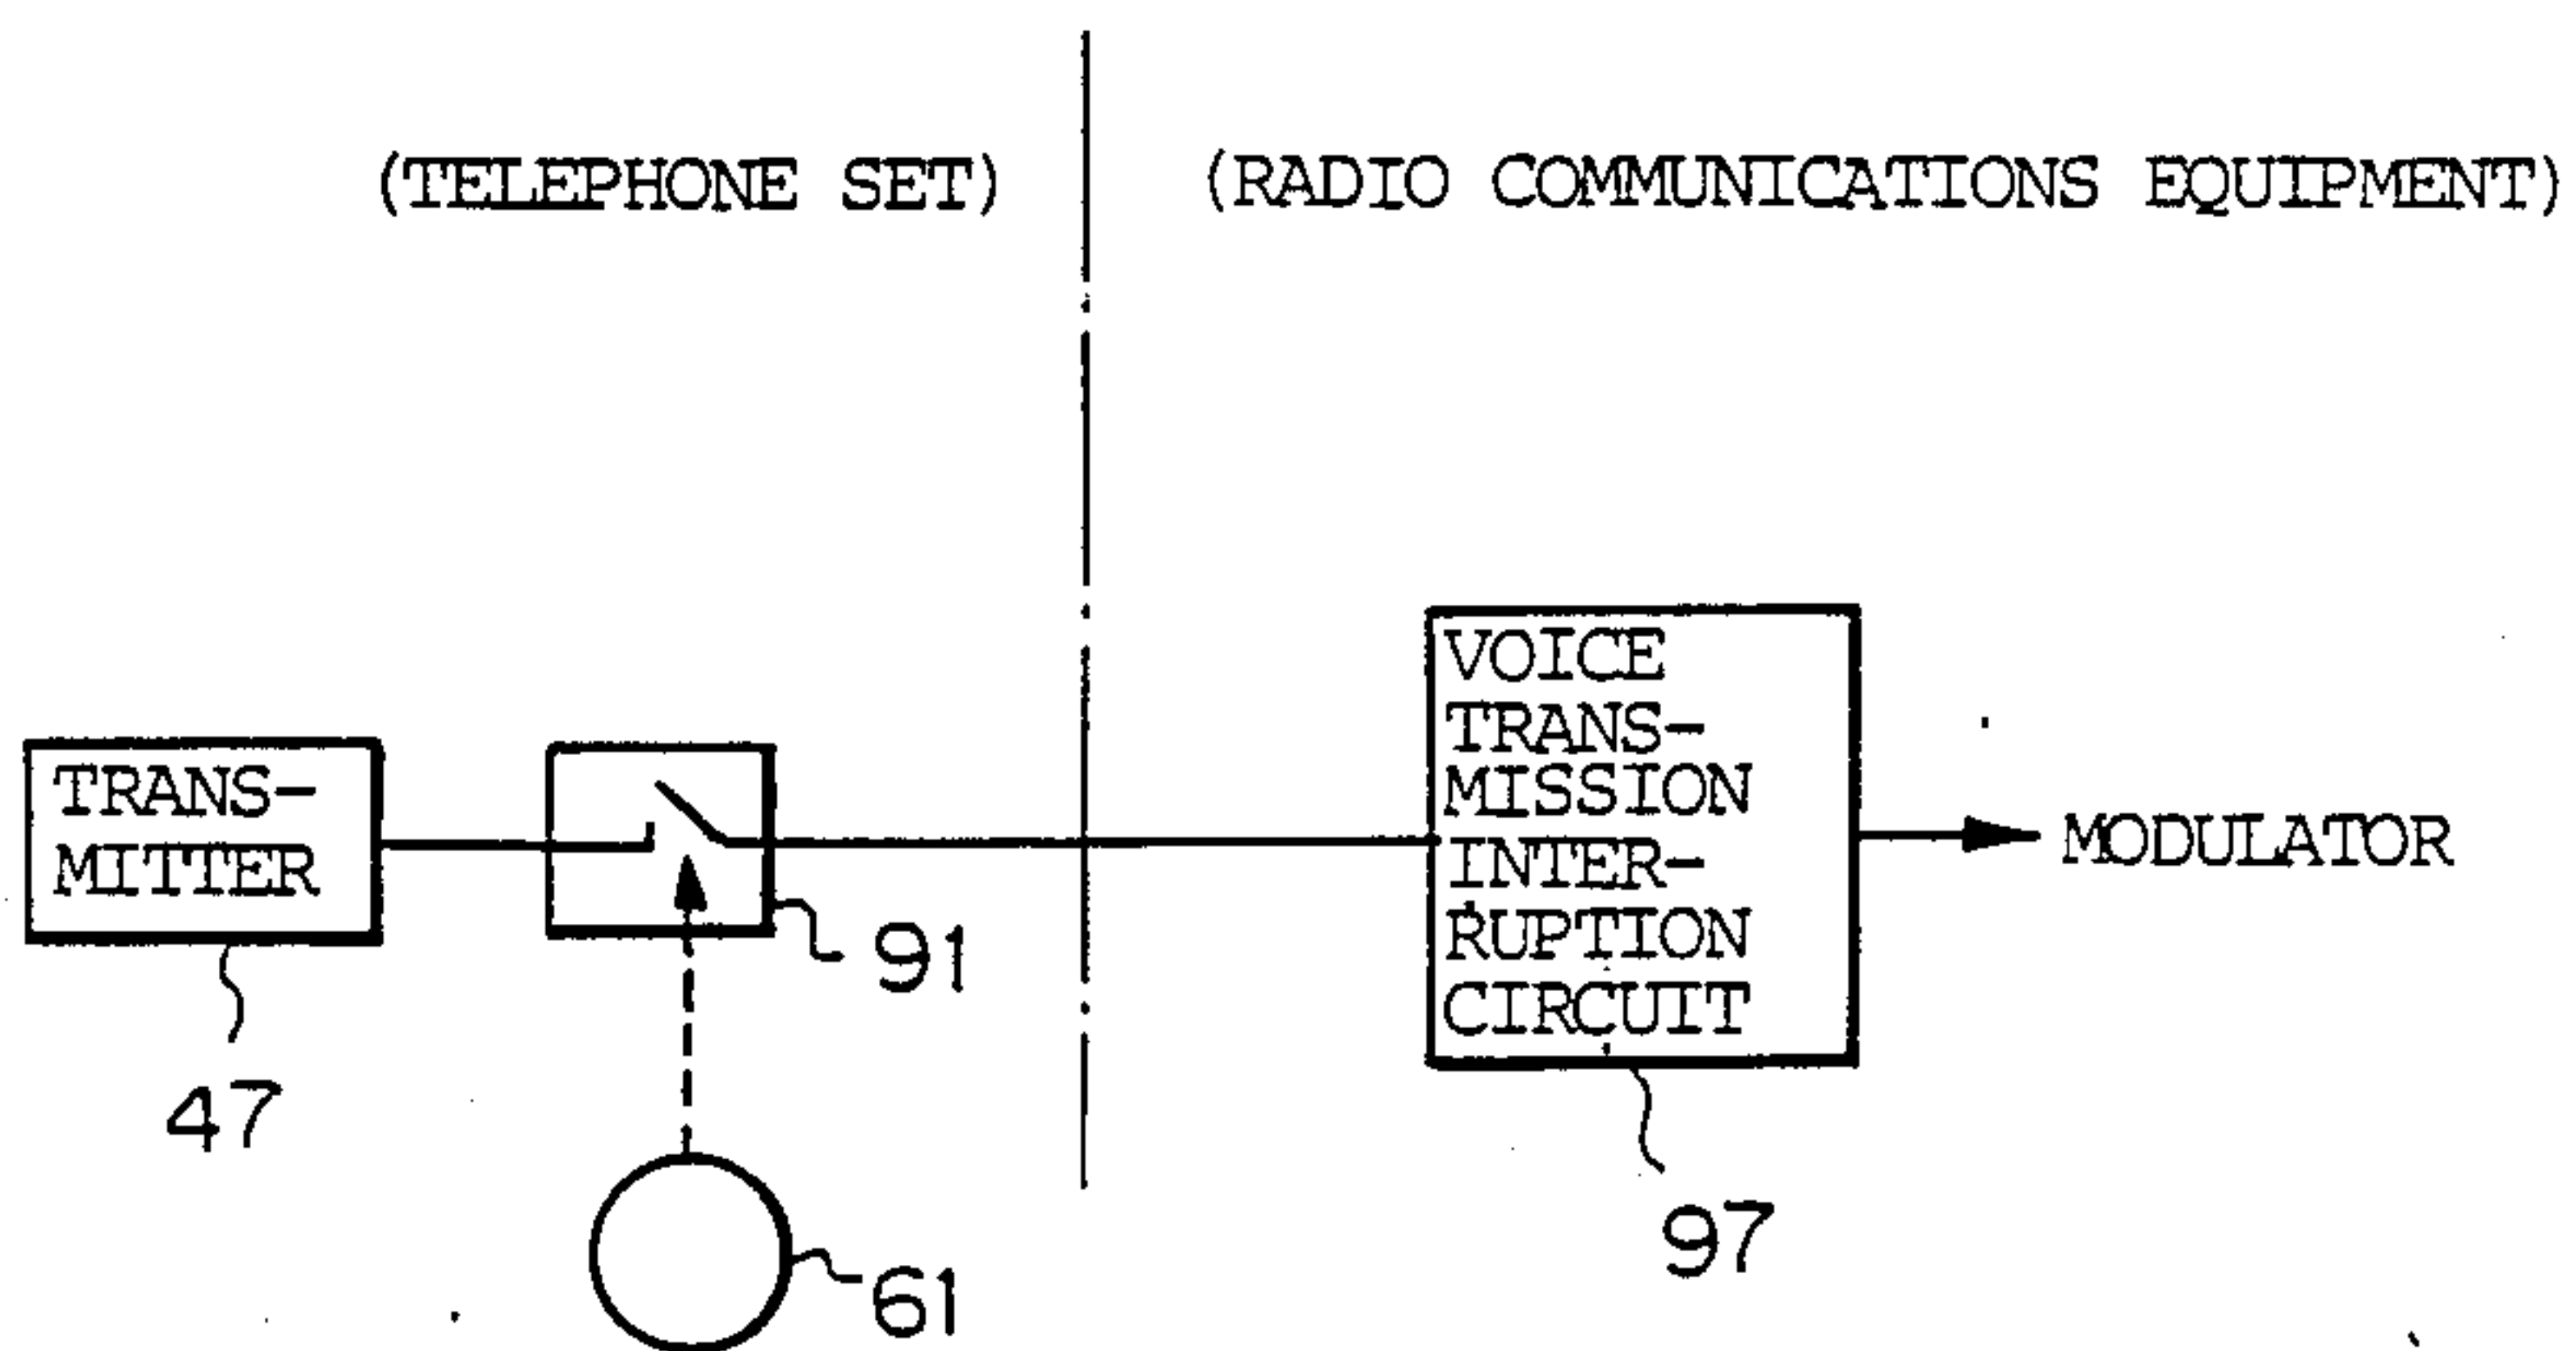 (TELEPHONE SET)
(RADIO COMMUNICATIONS EQUIPMENT)
TRANS-
MITTER
47
91
61
VOICE
TRANS-
MISSION
INTER-
RUPTION
CIRCUIT
97
MODULATOR